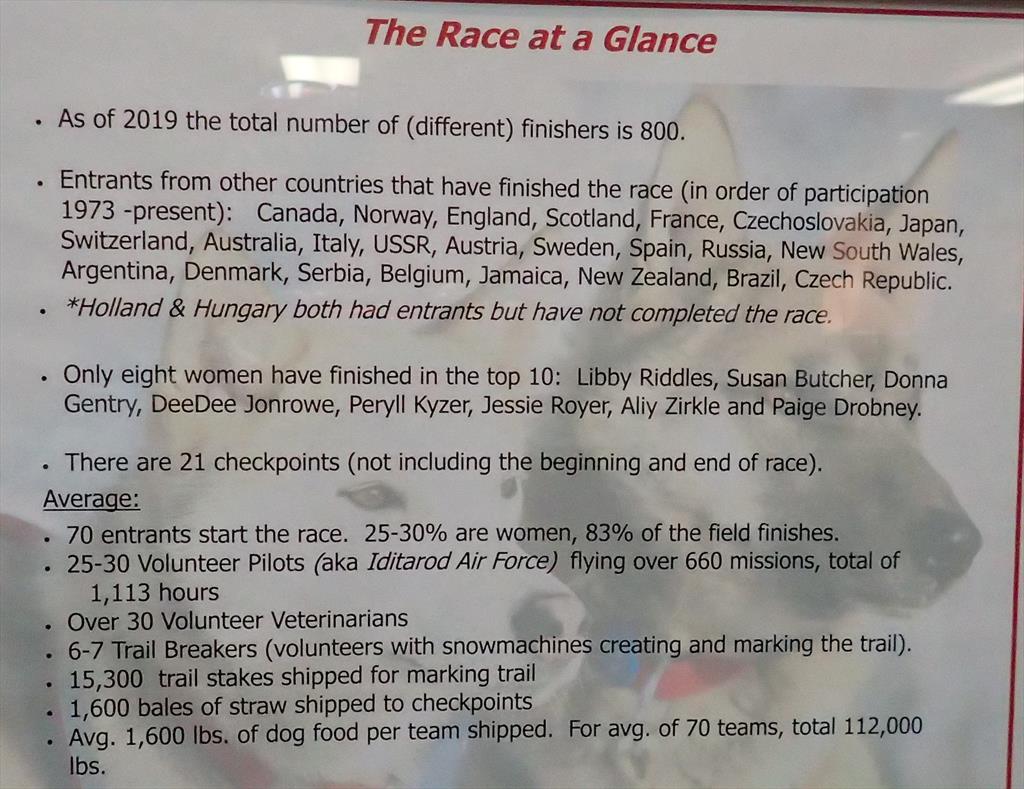 The Race at a Glance
• As of 2019 the total number of (different) finishers is 800.
• Entrants from other countries that have finished the race (in order of participation
1973 -present): Canada, Norway, England, Scotland, France, Czechoslovakia, Japan,
Switzerland, Australia, Italy, USSR, Austria, Sweden, Spain, Russia, New South Wales,
Argentina, Denmark, Serbia, Belgium, Jamaica, New Zealand, Brazil, Czech Republic.
• *Holland & Hungary both had entrants but have not completed the race.
• Only eight women have finished in the top 10: Libby Riddles, Susan Butcher, Donna
Gentry, DeeDee Jonrowe, Peryll Kyzer, Jessie Royer, Aliy Zirkle and Paige Drobney.
• There are 21 checkpoints (not including the beginning and end of race).
Average:
• 70 entrants start the race. 25-30% are women, 83% of the field finishes.
• 25-30 Volunteer Pilots (aka Iditarod Air Force) flying over 660 missions, total of
1,113 hours
• Over 30 Volunteer Veterinarians
• 6-7 Trail Breakers (volunteers with snowmachines creating and marking the trail).
• 15,300 trail stakes shipped for marking trail
• 1,600 bales of straw shipped to checkpoints
• Avg. 1,600 lbs. of dog food per team shipped. For avg. of 70 teams, total 112,000
lbs.